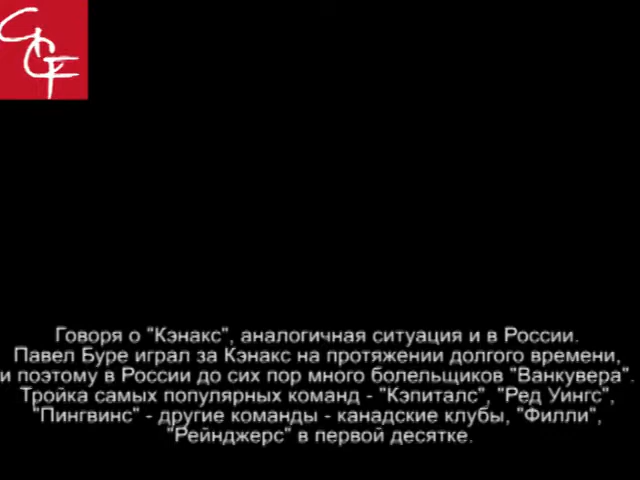 GCF
Говоря о "Кэнакс", аналогичная ситуация и в России.
Павел Буре играл за Кэнакс на протяжении долгого времени,
и поэтому в России до сих пор много болельщиков "Ванкувера".
Тройка самых популярных команд - "Кэпиталс", "Ред Уингс",
"Пингвинс" - другие команды - канадские клубы, "Филли",
"Рейнджерс" в первой десятке.